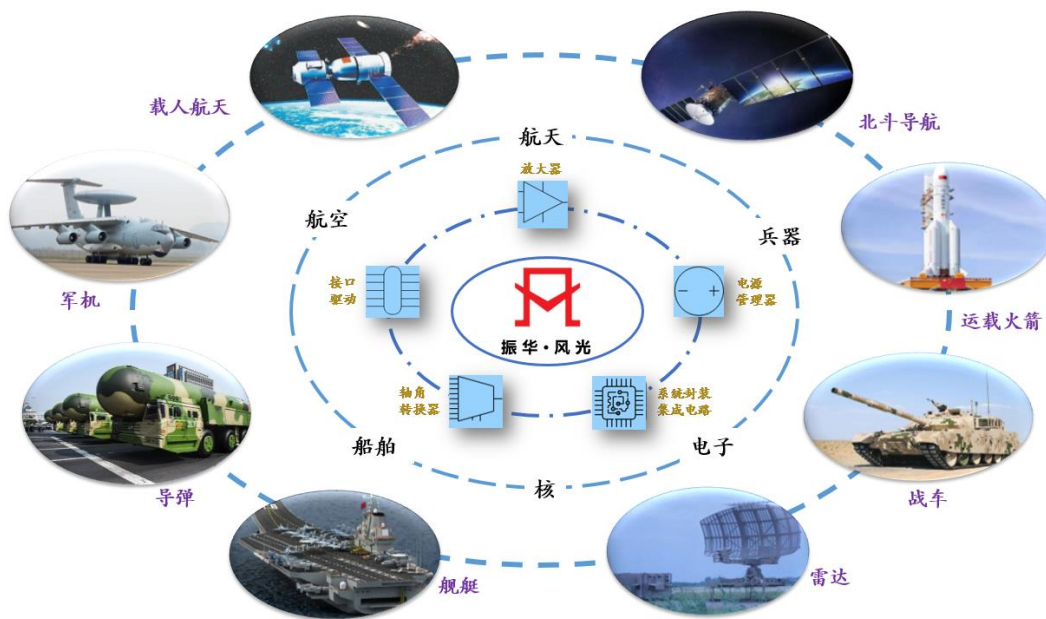 载人航天
北斗导航
航天
放大器
航空
兵器
军机
接口
驱动
电源
管理器
运载火箭
振华·风光
轴角
转换器
系统封装
集成电路
船舶
电子
核
导弹
战车
舰艇
雷达